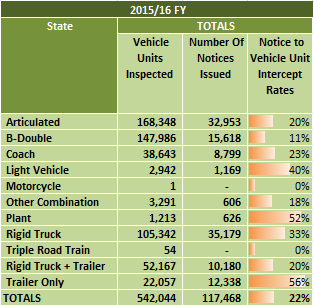 2015/16 FY
State TOTALS
Vehicle Units Inspected Number Of Notices Issued Notice to Vehicle Unit Intercept Rates
Articulated 168,348 32,953 20%
B-Double 147,986 15,618 11%
Coach 38,643 8,799 23%
Light Vehicle 2,942 1,169 40%
Motorcycle 1 - 0%
Other Combination 3,291 606 18%
Plant 1,213 626 52%
Rigid Truck 105,342 35,179 33%
Triple Road Train 54 - 0%
Rigid Truck + Trailer 52,167 10,180 20%
Trailer Only 22,057 12,338 56%
TOTALS 542,044 117,468 22%